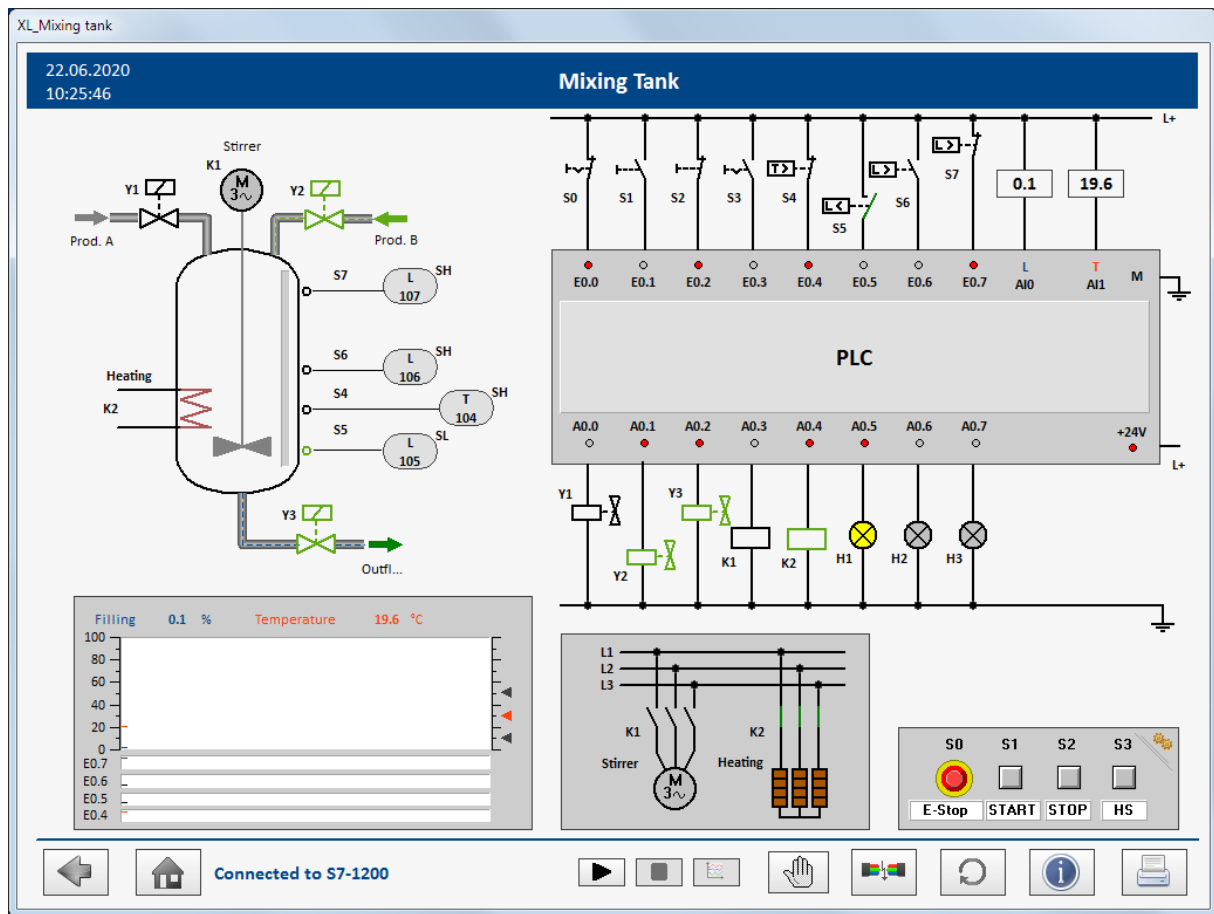 XL_Mixing tank
22.06.2020
10:25:46
Mixing Tank
Stirrer
K1
M
3~
Y1
Y2
Prod. A
Prod. B
S7
L
107
SH
S6
L
106
SH
S4
T
104
SH
S5
L
105
SL
Heating
K2
Y3
Outfl...
L+
S0
S1
S2
S3
T>
S4
L<
S5
L>
S6
L>
S7
0.1
19.6
E0.0 E0.1 E0.2 E0.3 E0.4 E0.5 E0.6 E0.7
L
AI0
T
AI1
M
PLC
A0.0 A0.1 A0.2 A0.3 A0.4 A0.5 A0.6 A0.7
+24V
L+
Y1
Y2
Y3
K1
K2
H1
H2
H3
Filling 0.1 % Temperature 19.6 °C
100
80
60
40
20
0
E0.7
E0.6
E0.5
E0.4
L1
L2
L3
K1
K2
Stirrer
M
3~
Heating
S0 S1 S2 S3
E-Stop START STOP HS
Connected to S7-1200
i